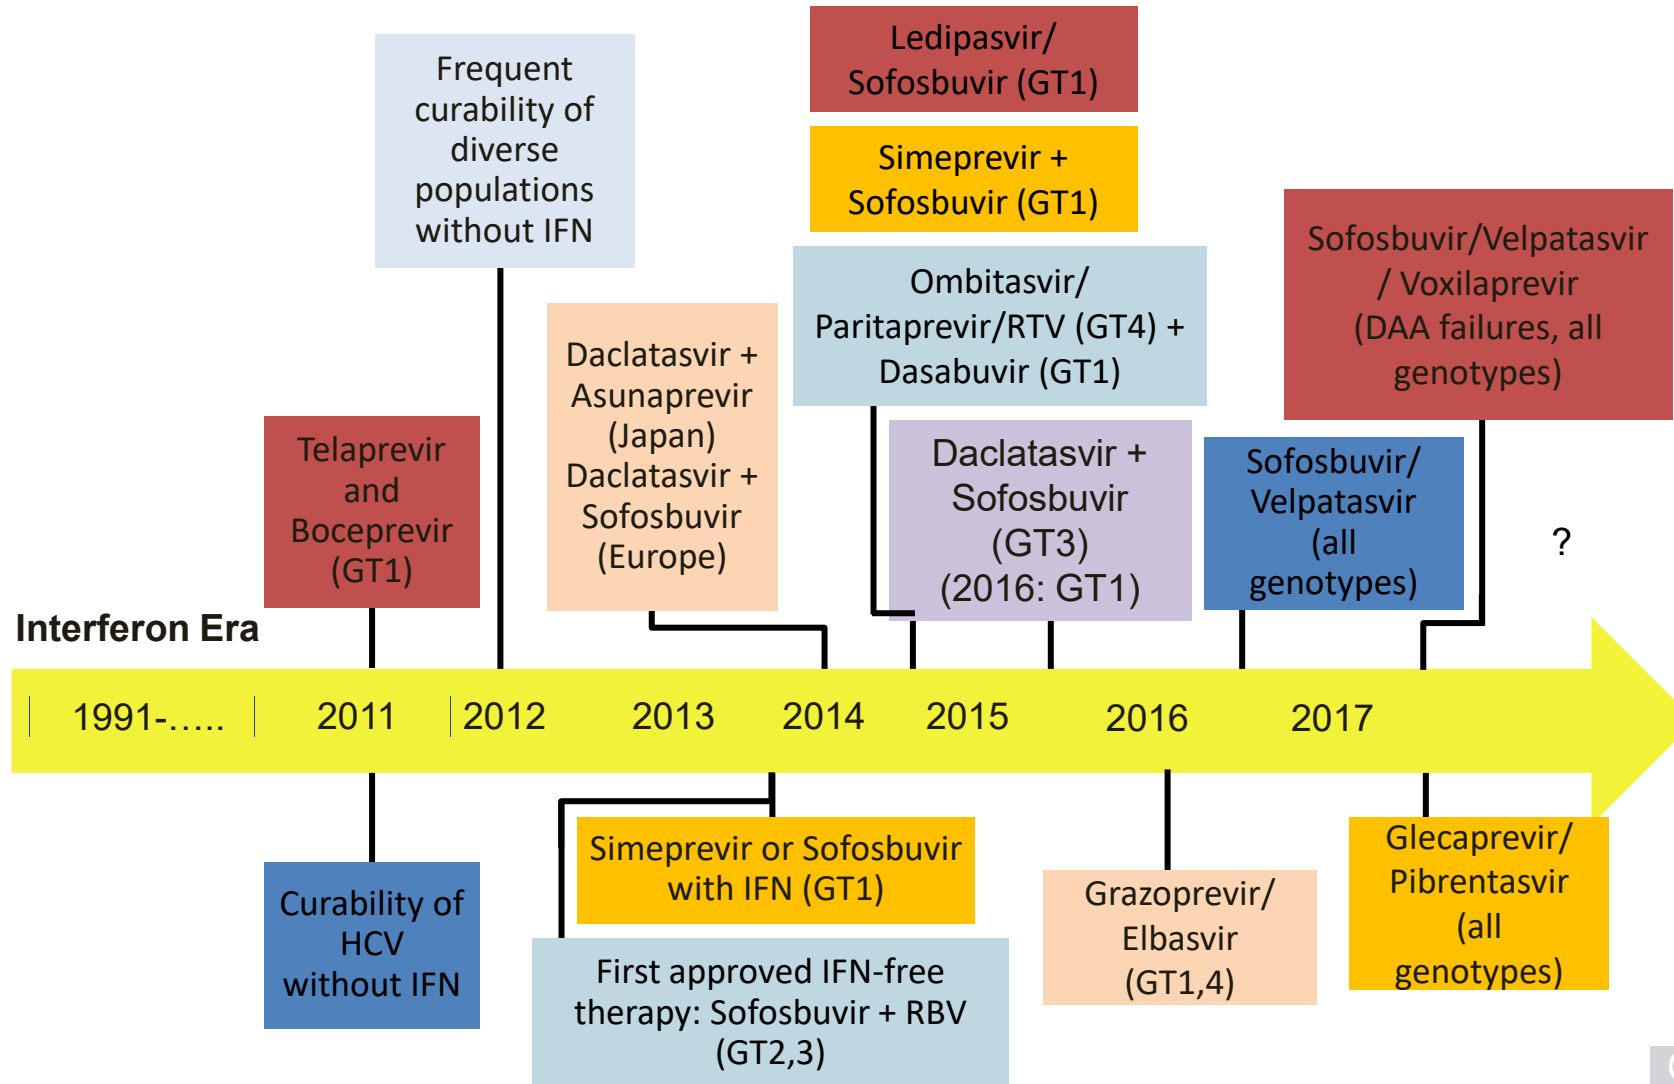 Ledipasvir/
Sofosbuvir (GT1)
Frequent
curability of
diverse
populations
without IFN
Simeprevir +
Sofosbuvir (GT1)
Sofosbuvir/Velpatasvir
/ Voxilaprevir
(DAA failures, all
genotypes)
Ombitasvir/
Paritaprevir/RTV (GT4) +
Dasabuvir (GT1)
Daclatasvir +
Asunaprevir
(Japan)
Daclatasvir +
Sofosbuvir
(Europe)
Telaprevir
and
Boceprevir
(GT1)
Daclatasvir +
Sofosbuvir
(GT3)
(2016: GT1)
Sofosbuvir/
Velpatasvir
(all
genotypes)
?
Interferon Era
1991-.....
2011
2012
2013
2014
2015
2016
2017
Curability of
HCV
without IFN
Simeprevir or Sofosbuvir
with IFN (GT1)
First approved IFN-free
therapy: Sofosbuvir + RBV
(GT2,3)
Grazoprevir/
Elbasvir
(GT1,4)
Glecaprevir/
Pibrentasvir
(all
genotypes)